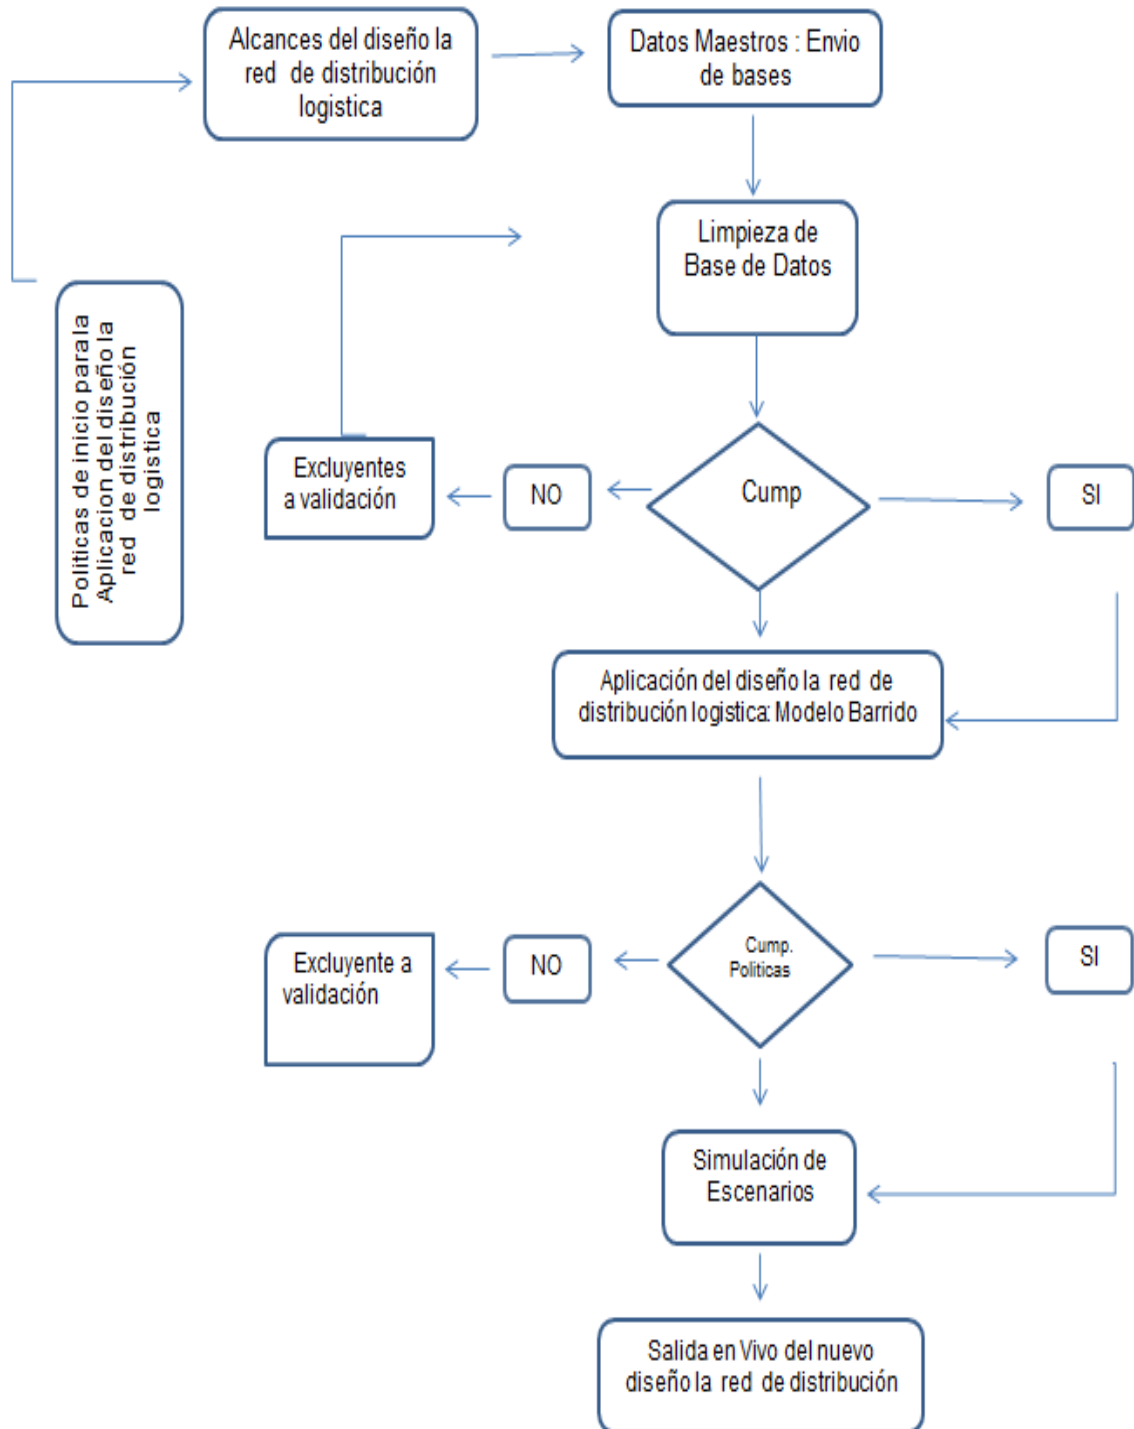 Alcances del diseño la
red de distribución
logistica
Datos Maestros : Envio
de bases
Limpieza de
Base de Datos
Politicas de inicio para la
Aplicacion del diseño la
red de distribución
logistica
Excluyentes
a validación
NO
Cump
SI
Aplicación del diseño la red de
distribución logistica: Modelo Barrido
Excluyente a
validación
NO
Cump.
Politicas
SI
Simulación de
Escenarios
Salida en Vivo del nuevo
diseño la red de distribución